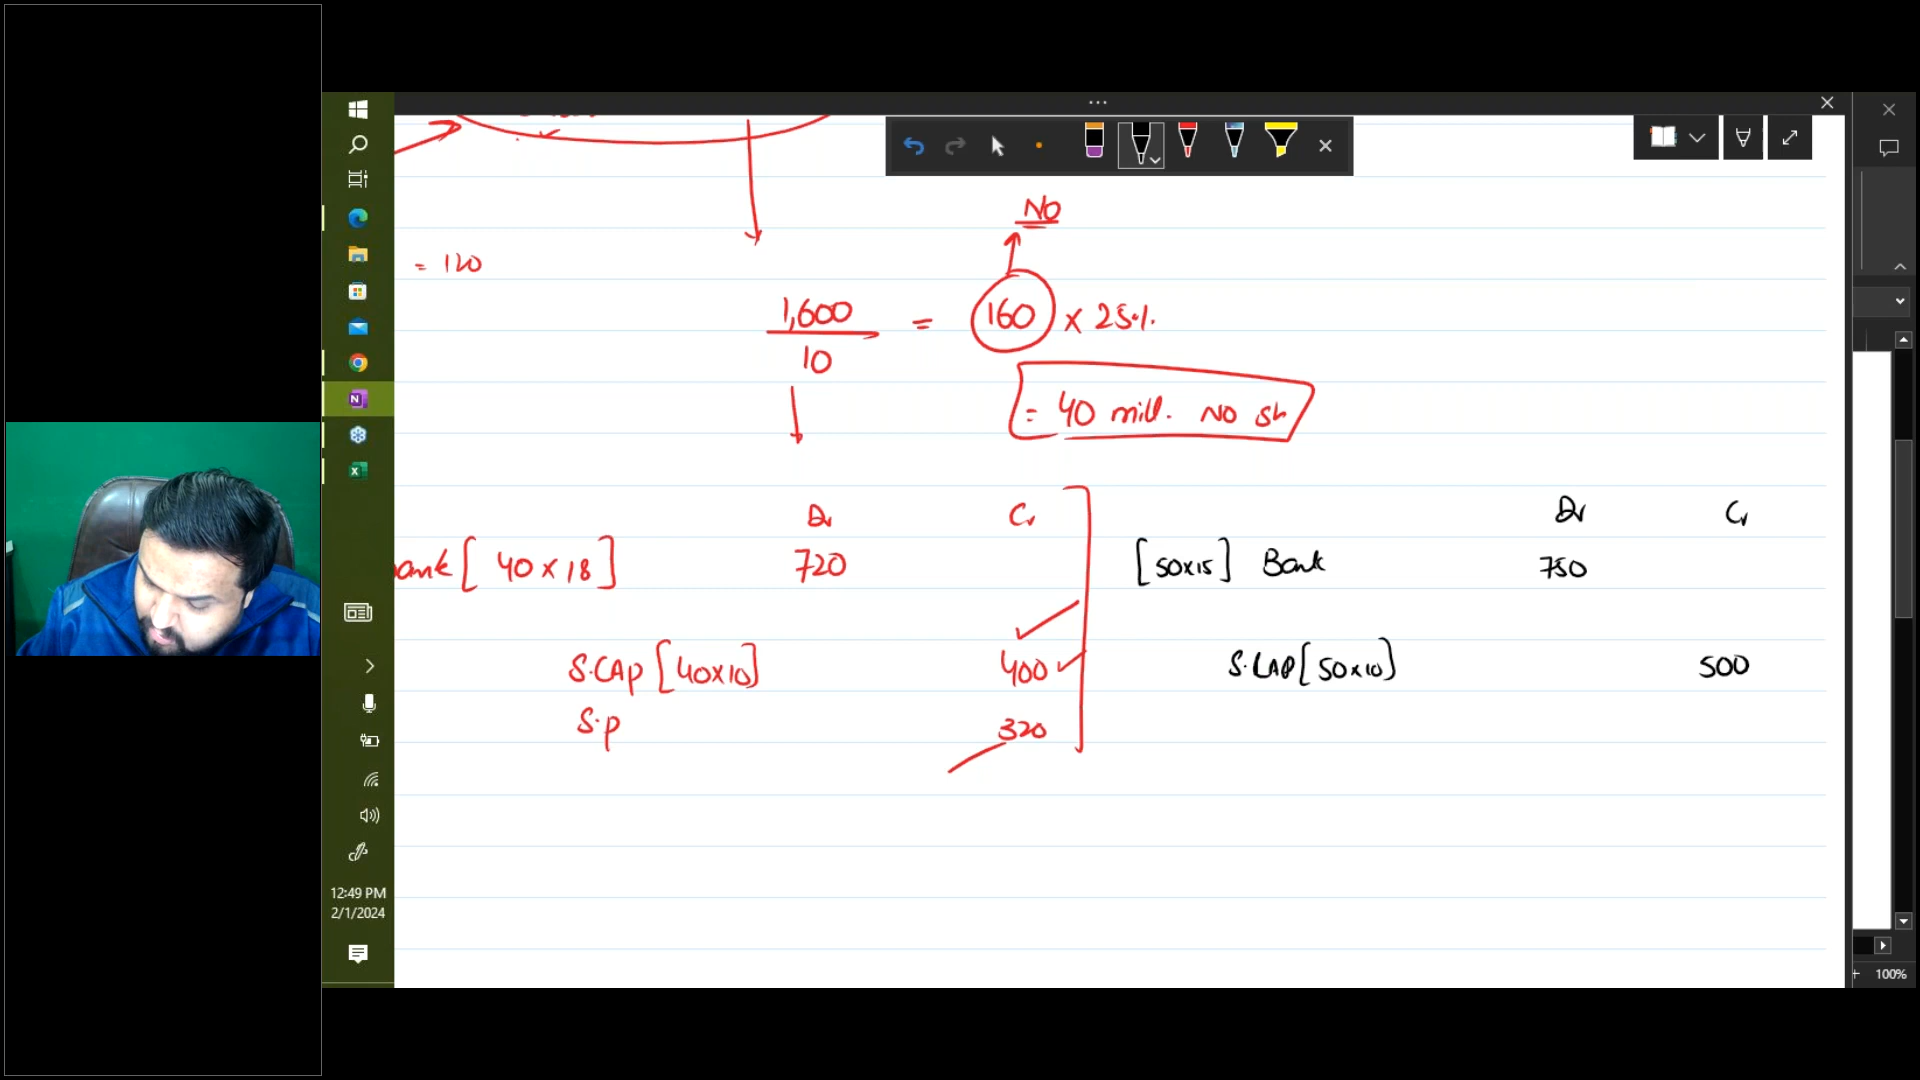 = 120
NO
1,600 / 10 = 160 x 25%.
= 40 mill. NO sh
Dr Cr
Bank [ 40 x 18 ] 720
S.CAP [ 40x10 ] 400
S.P 320
Dr Cr
[ 50x15 ] Bank 750
S.CAP [ 50x10 ] 500
12:49 PM
2/1/2024
100%